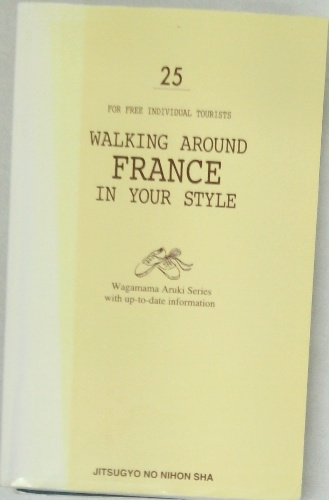 25
FOR FREE INDIVIDUAL TOURISTS
WALKING AROUND
FRANCE
IN YOUR STYLE
Wagamama Aruki Series
with up-to-date information
JITSUGYO NO NIHON SHA